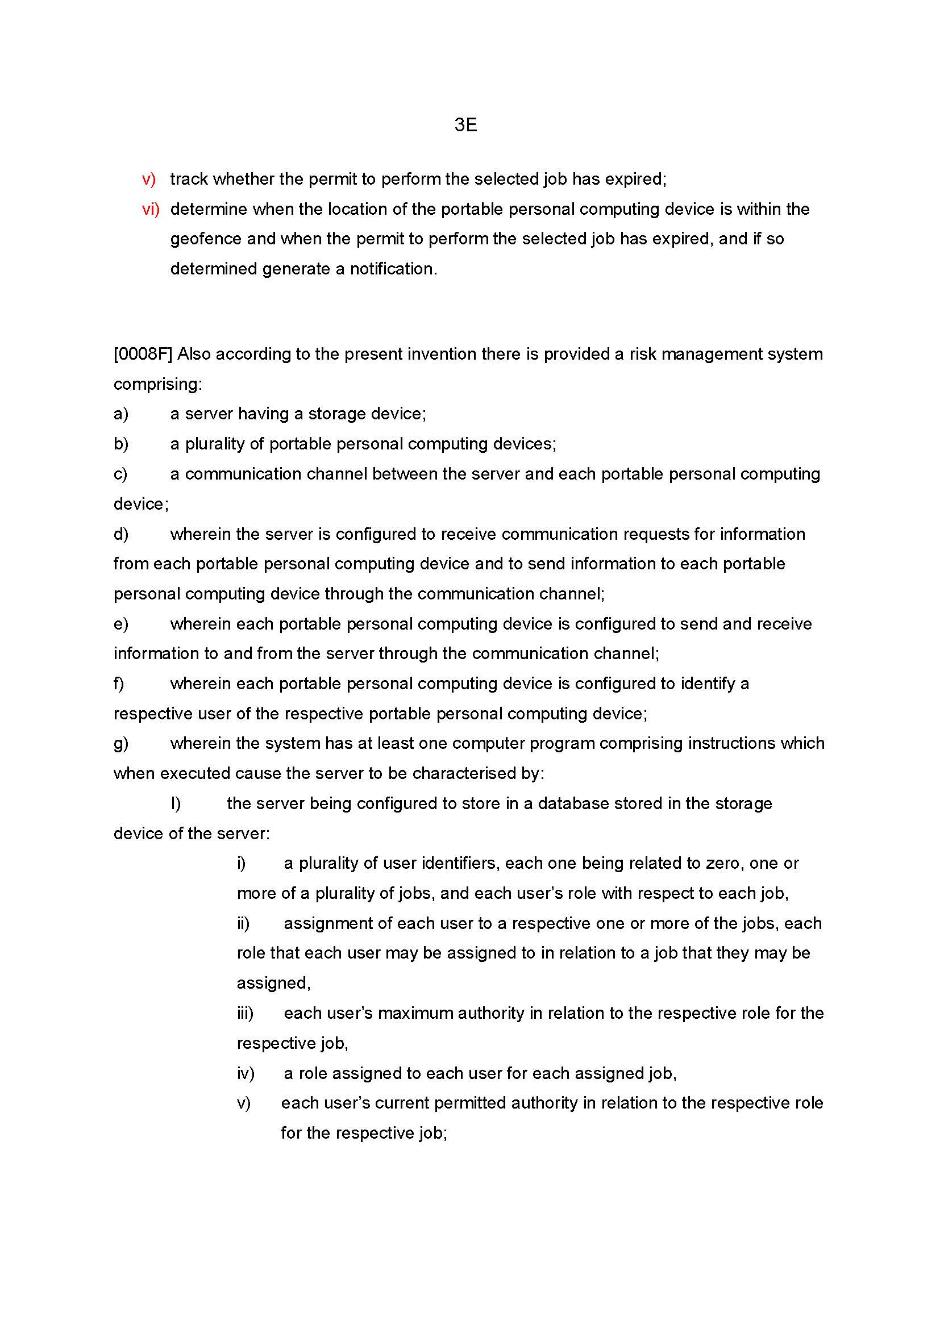 3E
v) track whether the permit to perform the selected job has expired;
vi) determine when the location of the portable personal computing device is within the
geofence and when the permit to perform the selected job has expired, and if so
determined generate a notification.
[0008F] Also according to the present invention there is provided a risk management system
comprising:
a) a server having a storage device;
b) a plurality of portable personal computing devices;
c) a communication channel between the server and each portable personal computing
device;
d) wherein the server is configured to receive communication requests for information
from each portable personal computing device and to send information to each portable
personal computing device through the communication channel;
e) wherein each portable personal computing device is configured to send and receive
information to and from the server through the communication channel;
f) wherein each portable personal computing device is configured to identify a
respective user of the respective portable personal computing device;
g) wherein the system has at least one computer program comprising instructions which
when executed cause the server to be characterised by:
I) the server being configured to store in a database stored in the storage
device of the server:
i) a plurality of user identifiers, each one being related to zero, one or
more of a plurality of jobs, and each user's role with respect to each job,
ii) assignment of each user to a respective one or more of the jobs, each
role that each user may be assigned to in relation to a job that they may be
assigned,
iii) each user's maximum authority in relation to the respective role for the
respective job,
iv) a role assigned to each user for each assigned job,
v) each user's current permitted authority in relation to the respective role
for the respective job;